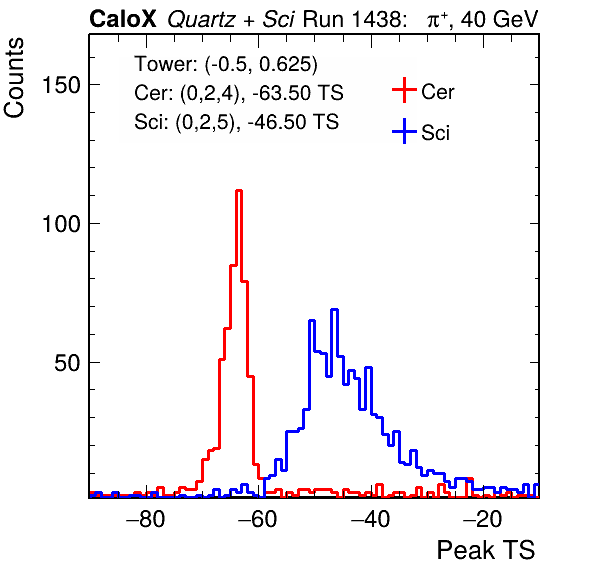 CaloX Quartz + Sci Run 1438: π⁺, 40 GeV
Counts
Tower: (-0.5, 0.625)
Cer: (0,2,4), -63.50 TS
Sci: (0,2,5), -46.50 TS
Cer
Sci
150
100
50
−80 −60 −40 −20
Peak TS